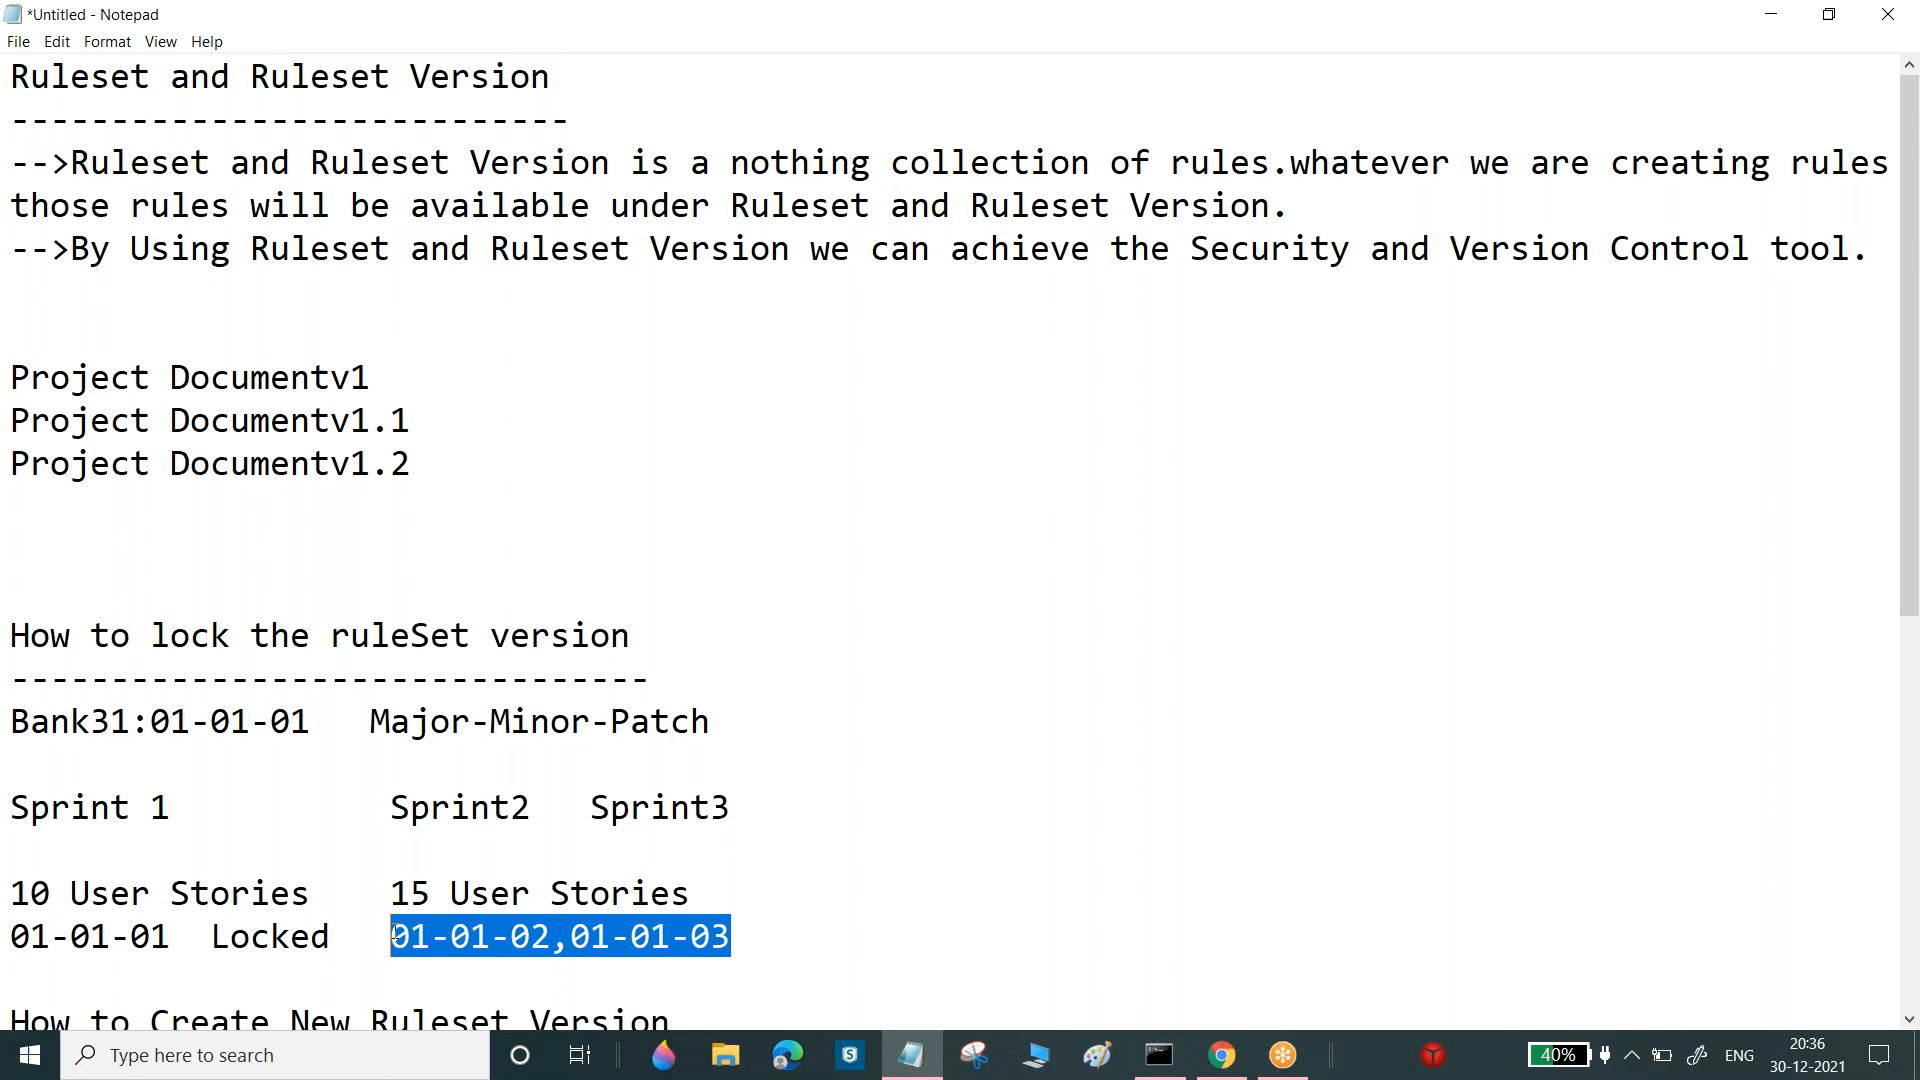 *Untitled - Notepad
File Edit Format View Help
Ruleset and Ruleset Version
----------------------------
-->Ruleset and Ruleset Version is a nothing collection of rules.whatever we are creating rules
those rules will be available under Ruleset and Ruleset Version.
-->By Using Ruleset and Ruleset Version we can achieve the Security and Version Control tool.
Project Documentv1
Project Documentv1.1
Project Documentv1.2
How to lock the ruleSet version
--------------------------------
Bank31:01-01-01 Major-Minor-Patch
Sprint 1 Sprint2 Sprint3
10 User Stories 15 User Stories
01-01-01 Locked 01-01-02,01-01-03
How to Create New Ruleset Version
Type here to search
S
40%
ENG
20:36
30-12-2021